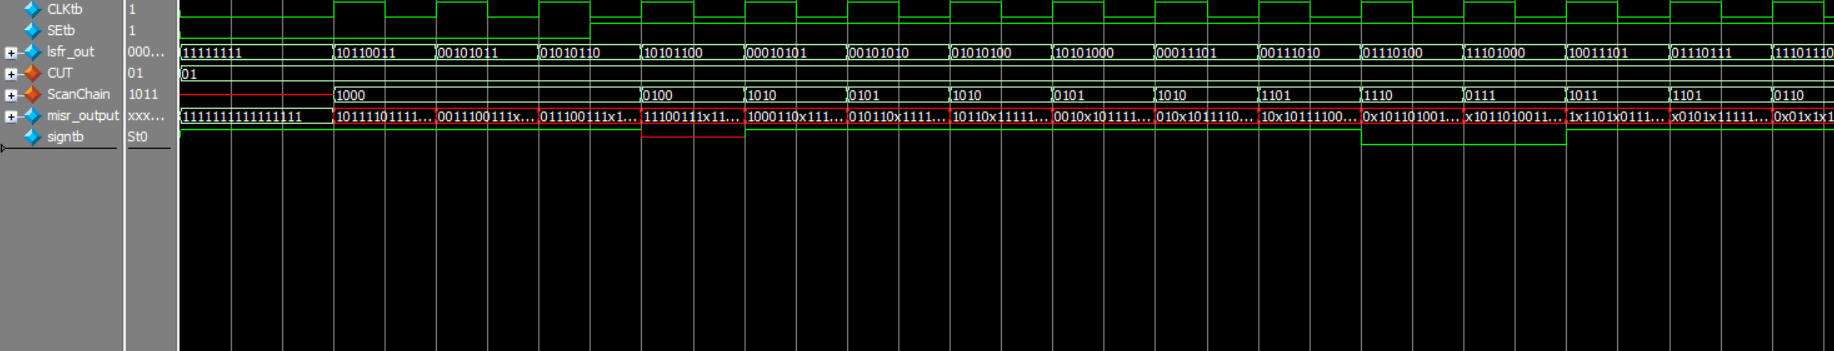 CLKtb 1
SEtb 1
lsfr_out 000... 11111111 10110011 00101011 01010110 10101100 00010101 00101010 01010100 10101000 00011101 00111010 01110100 11101000 10011101 01110111 11101110
CUT 01 01
ScanChain 1011 1000 0100 1010 0101 1010 0101 1010 1101 1110 0111 1011 1101 0110
misr_output xxx... 1111111111111111 10111101111... 0011100111x... 011100111x1... 11100111x11... 1000110x111... 010110x1111... 10110x11111... 0010x101111... 010x1011110... 10x10111100... 0x101101001... x1011010011... 1x1101x0111... x0101x11111... 0x01x1x1
signtb St0